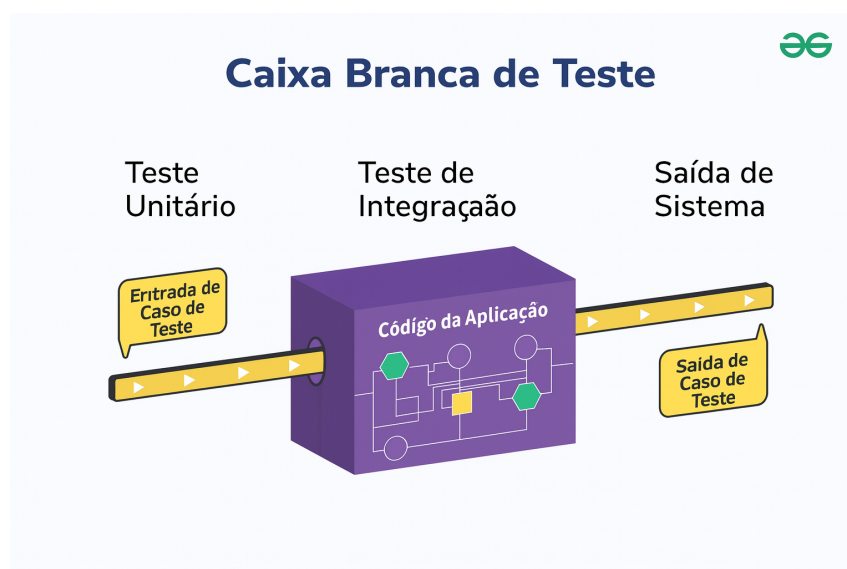 Caixa Branca de Teste
Teste
Unitário
Teste de
Integraçaão
Saída de
Sistema
Eritrada de
Caso de
Teste
Códígo da Aplicação
Saida de
Caso de
Teste